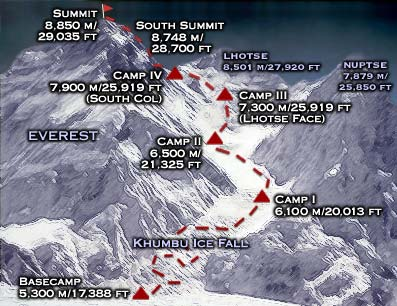 SUMMIT
8,850 M/
29,035 FT
SOUTH SUMMIT
8,748 M/
28,700 FT
LHOTSE
8,501 M/27,920 FT
NUPTSE
7,879 M/
25,850 FT
CAMP IV
7,900 M/25,919 FT
(SOUTH COL)
CAMP III
7,300 M/25,919 FT
(LHOTSE FACE)
EVEREST
CAMP II
6,500 M/
21,325 FT
CAMP I
6,100 M/20,013 FT
KHUMBU ICE FALL
BASECAMP
5,300 M/17,388 FT